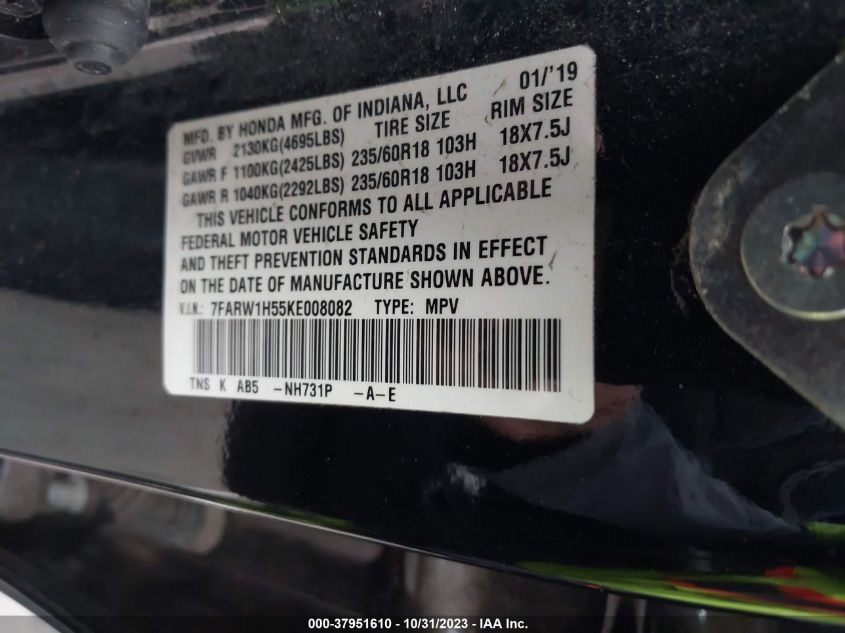 MFD. BY HONDA MFG. OF INDIANA, LLC 01/'19
GVWR 2130KG(4695LBS) TIRE SIZE RIM SIZE
GAWR F 1100KG(2425LBS) 235/60R18 103H 18X7.5J
GAWR R 1040KG(2292LBS) 235/60R18 103H 18X7.5J
THIS VEHICLE CONFORMS TO ALL APPLICABLE
FEDERAL MOTOR VEHICLE SAFETY
AND THEFT PREVENTION STANDARDS IN EFFECT
ON THE DATE OF MANUFACTURE SHOWN ABOVE.
V.I.N.: 7FARW1H55KE008082 TYPE: MPV
TNS K AB5 -NH731P -A-E
000-37951610 - 10/31/2023 - IAA Inc.